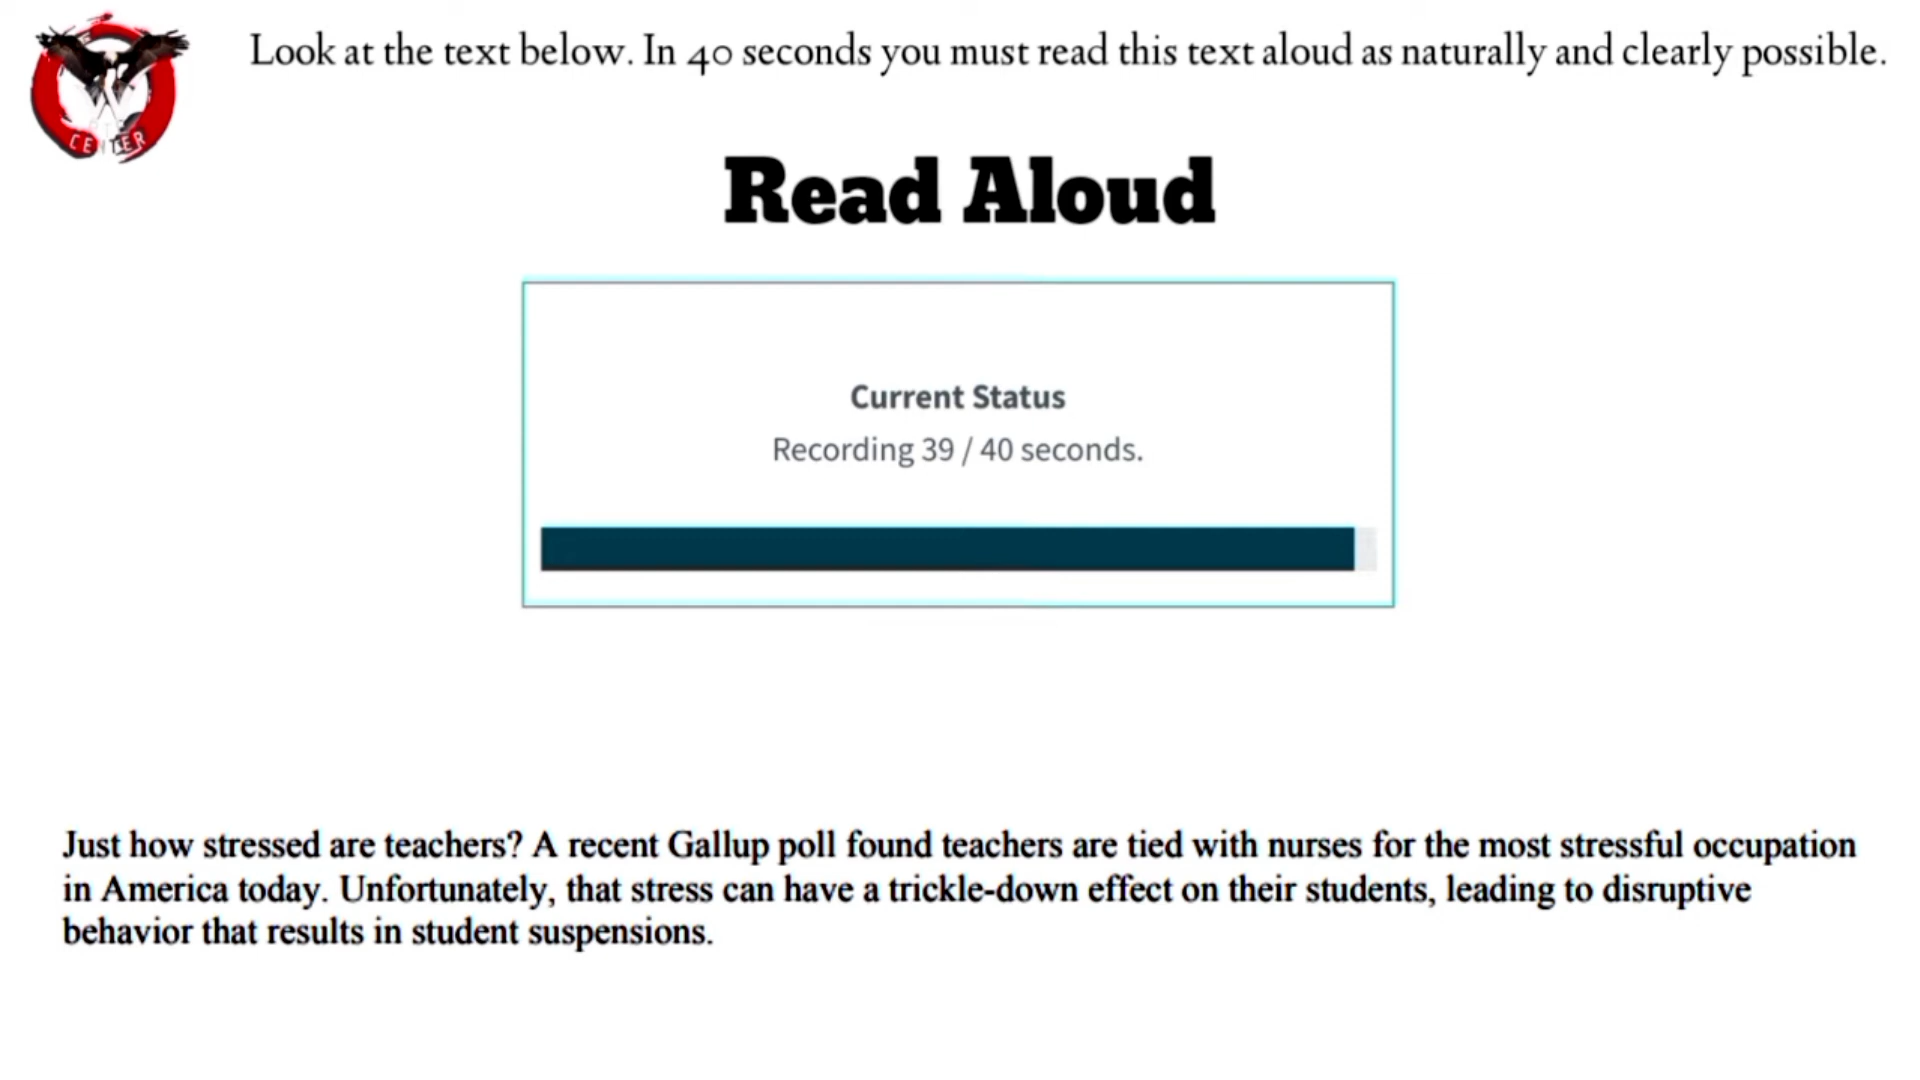 Look at the text below. In 40 seconds you must read this text aloud as naturally and clearly possible.
CENTER
Read Aloud
Current Status
Recording 39 / 40 seconds.
Just how stressed are teachers? A recent Gallup poll found teachers are tied with nurses for the most stressful occupation
in America today. Unfortunately, that stress can have a trickle-down effect on their students, leading to disruptive
behavior that results in student suspensions.